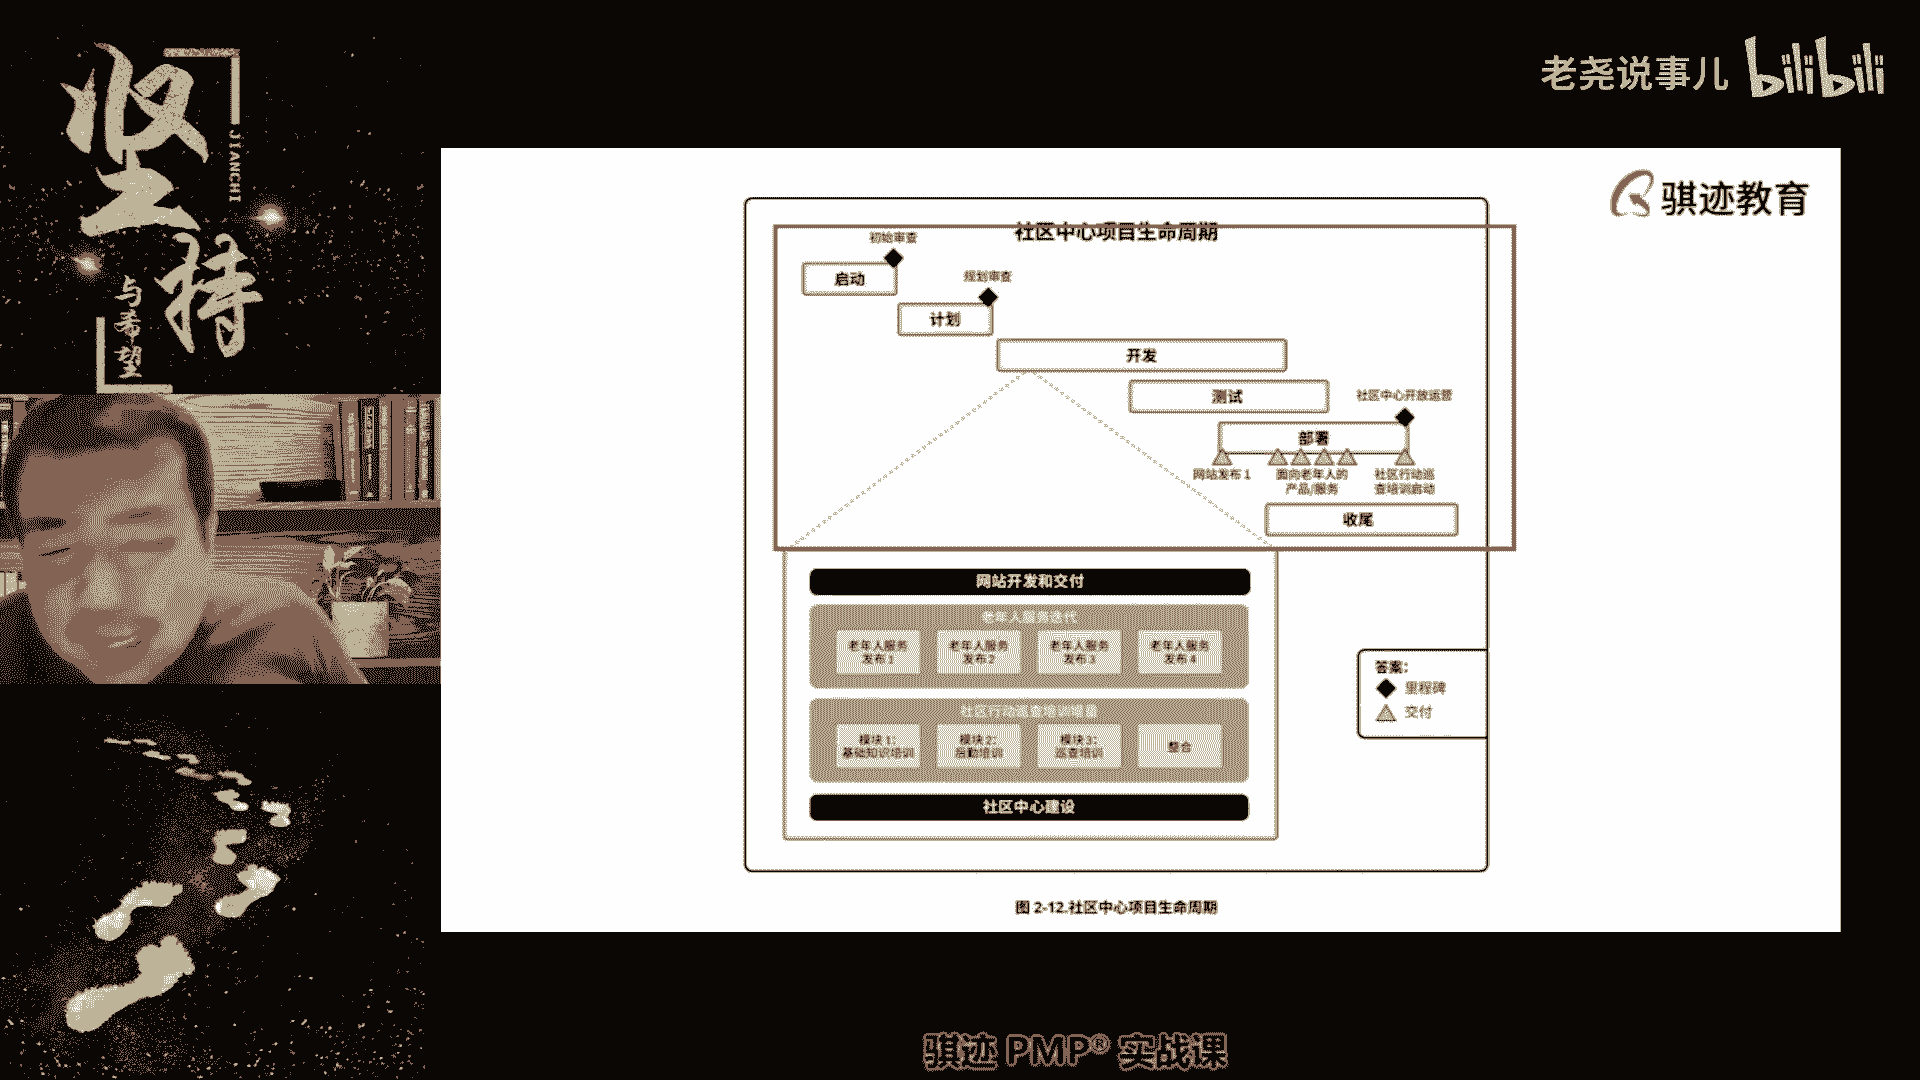 坚
JIANCHI
持
与希望
老尧说事儿 bilibili
骐迹教育
社区中心项目生命周期
初始审查
启动
规划审查
计划
开发
测试
社区中心开放运营
部署
网站发布 1
面向老年人的
产品/服务
社区行动巡
查培训启动
收尾
网站开发和交付
老年人服务迭代
老年人服务
发布 1
老年人服务
发布 2
老年人服务
发布 3
老年人服务
发布 4
社区行动巡查培训增量
模块 1:
基础知识培训
模块 2:
后勤培训
模块 3:
巡查培训
整合
社区中心建设
答案:
里程碑
交付
图 2-12.社区中心项目生命周期
骐迹 PMP® 实战课